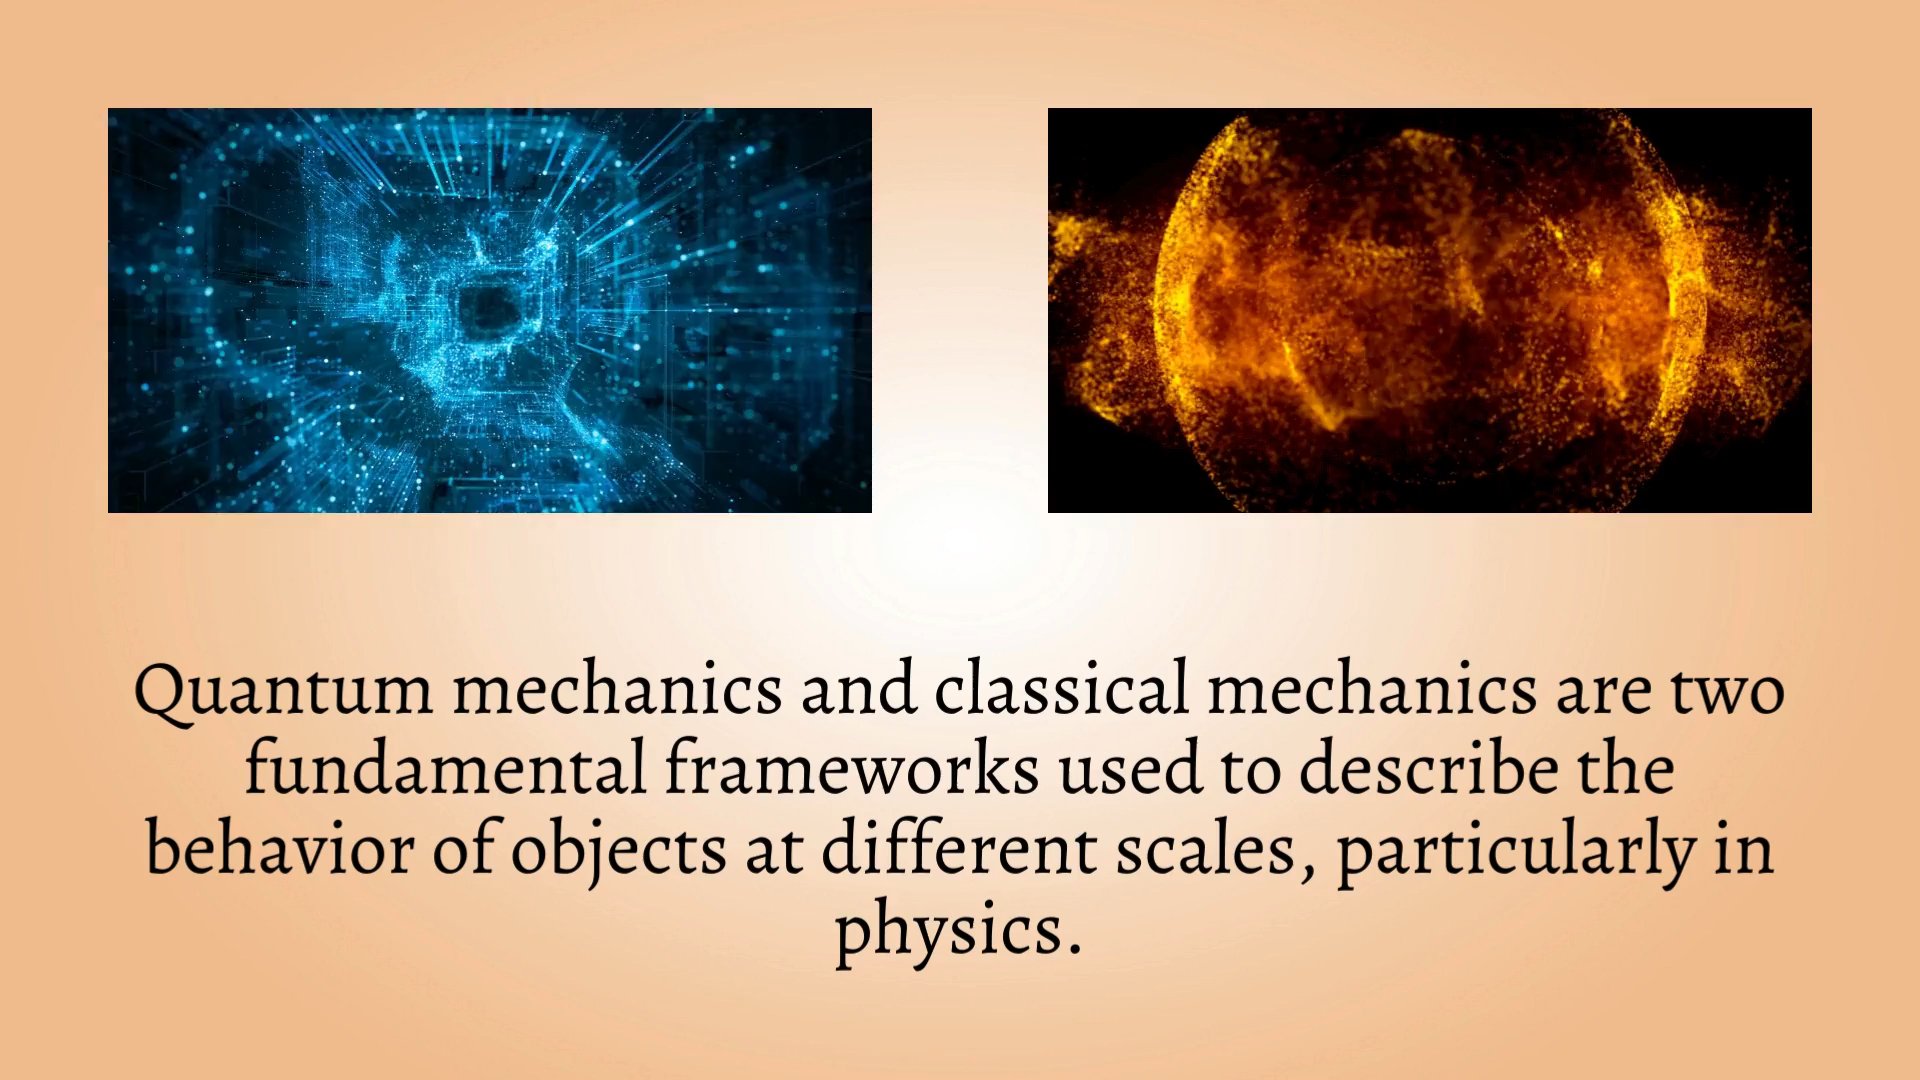 Quantum mechanics and classical mechanics are two
fundamental frameworks used to describe the
behavior of objects at different scales, particularly in
physics.